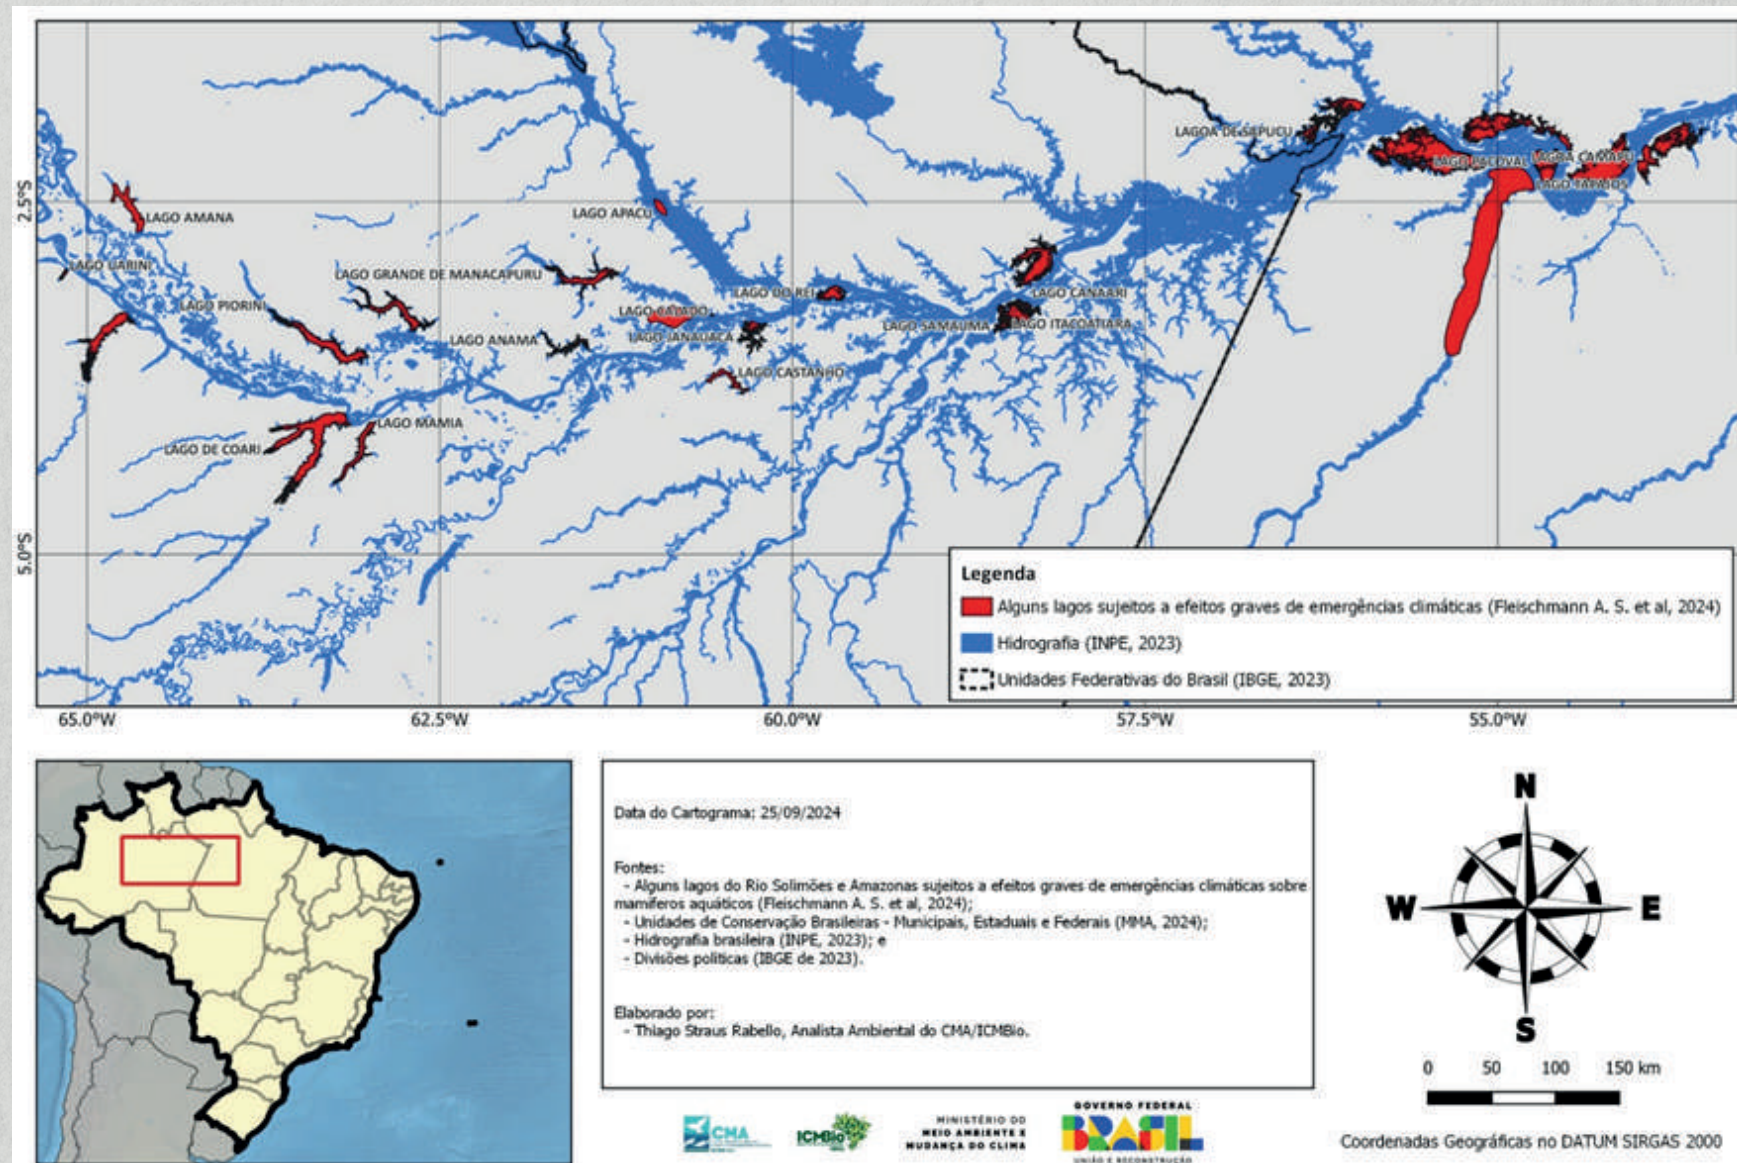 LAGOA DE SAPUCU
LAGO PACOVAL
LAGOA CAMAPU
LAGO TAPAJOS
2.5°S
LAGO AMANA
LAGO APACU
LAGO UARINI
LAGO GRANDE DE MANACAPURU
LAGO PIORINI
LAGO DO REI
LAGO CANAARI
LAGO CALADO
LAGO SAMAUMA
LAGO ITACOATIARA
LAGO ANAMA
LAGO JANAUACA
LAGO CASTANHO
LAGO MAMIA
LAGO DE COARI
5.0°S
Legenda
Alguns lagos sujeitos a efeitos graves de emergências climáticas (Fleischmann A. S. et al, 2024)
Hidrografia (INPE, 2023)
Unidades Federativas do Brasil (IBGE, 2023)
65.0°W
62.5°W
60.0°W
57.5°W
55.0°W
Data do Cartograma: 25/09/2024
Fontes:
- Alguns lagos do Rio Solimões e Amazonas sujeitos a efeitos graves de emergências climáticas sobre
mamíferos aquáticos (Fleischmann A. S. et al, 2024);
- Unidades de Conservação Brasileiras - Municipais, Estaduais e Federais (MMA, 2024);
- Hidrografia brasileira (INPE, 2023); e
- Divisões políticas (IBGE de 2023).
Elaborado por:
- Thiago Straus Rabello, Analista Ambiental do CMA/ICMBio.
N
W
E
S
0 50 100 150 km
Coordenadas Geográficas no DATUM SIRGAS 2000
CMA
ICMBio
MINISTÉRIO DO
MEIO AMBIENTE E
MUDANÇA DO CLIMA
GOVERNO FEDERAL
BRASIL
UNIÃO E RECONSTRUÇÃO